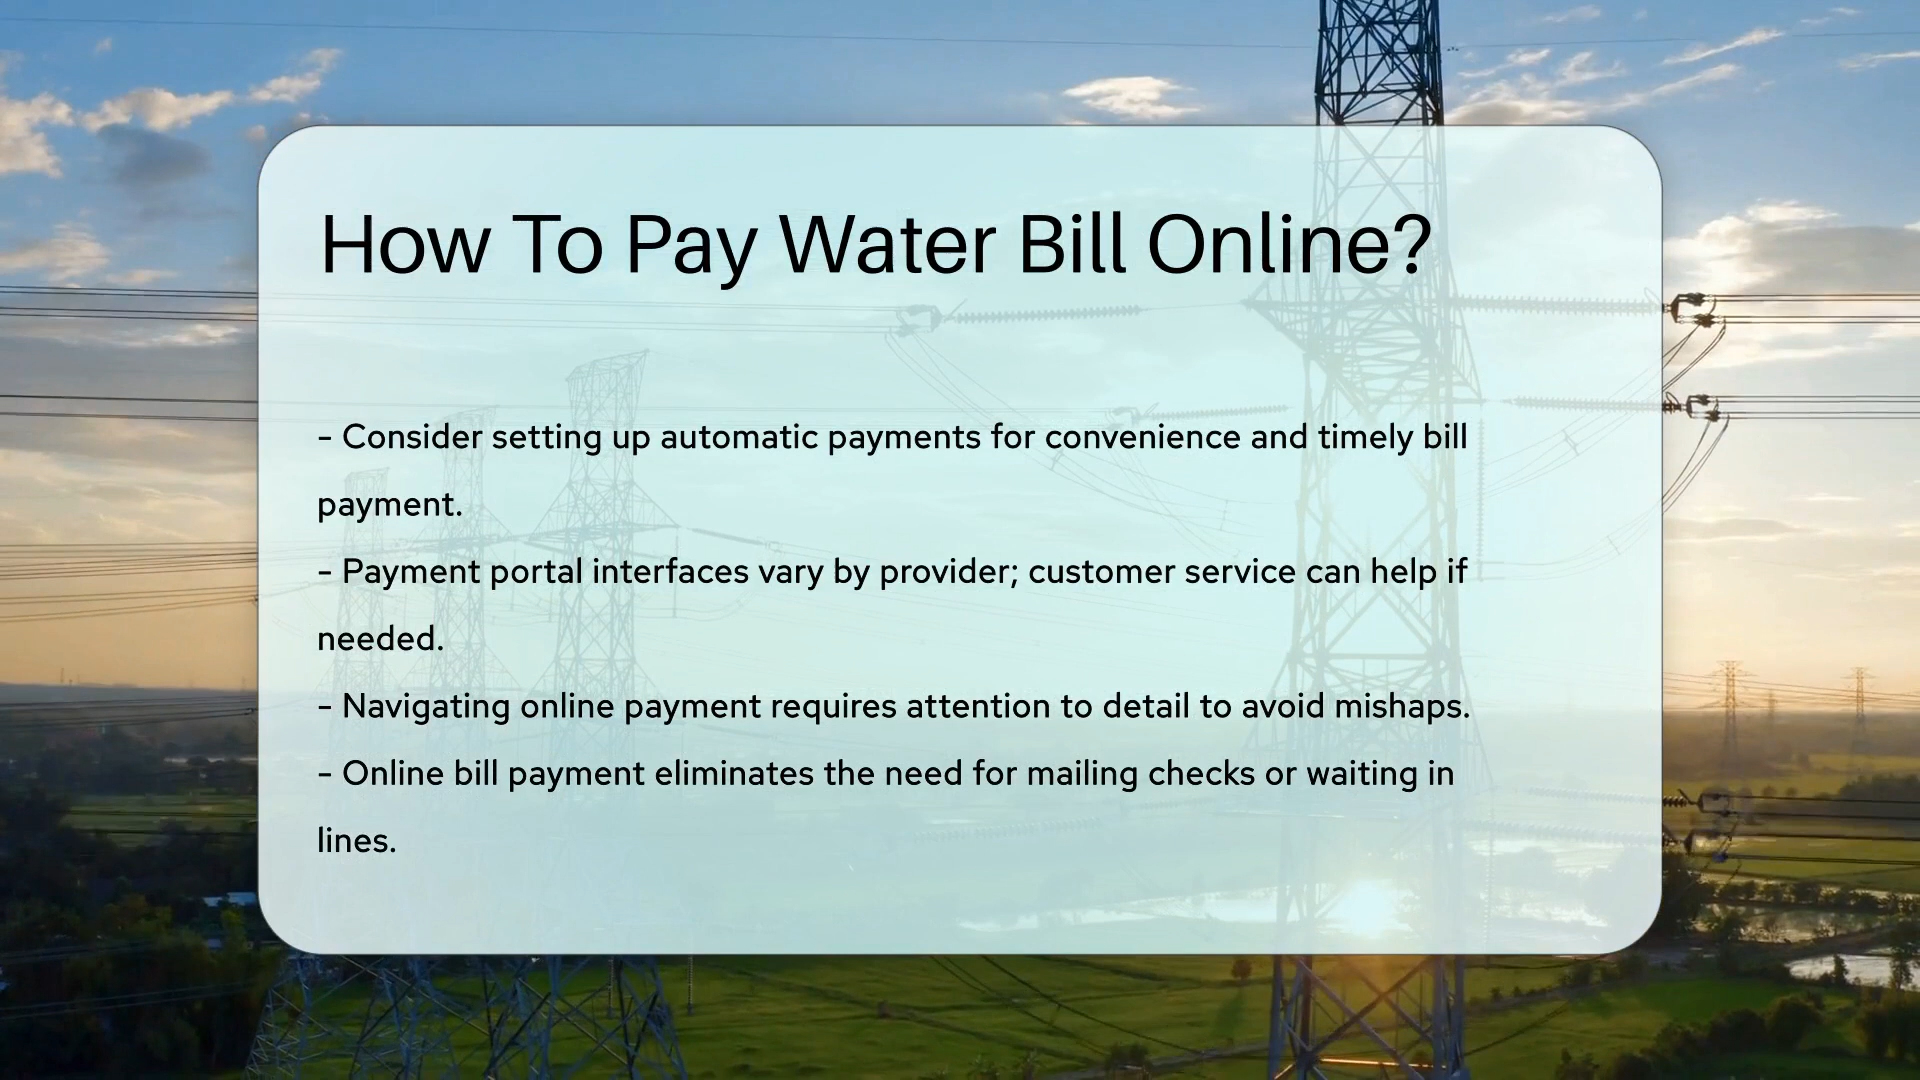 How To Pay Water Bill Online?
- Consider setting up automatic payments for convenience and timely bill
payment.
- Payment portal interfaces vary by provider; customer service can help if
needed.
- Navigating online payment requires attention to detail to avoid mishaps.
- Online bill payment eliminates the need for mailing checks or waiting in
lines.